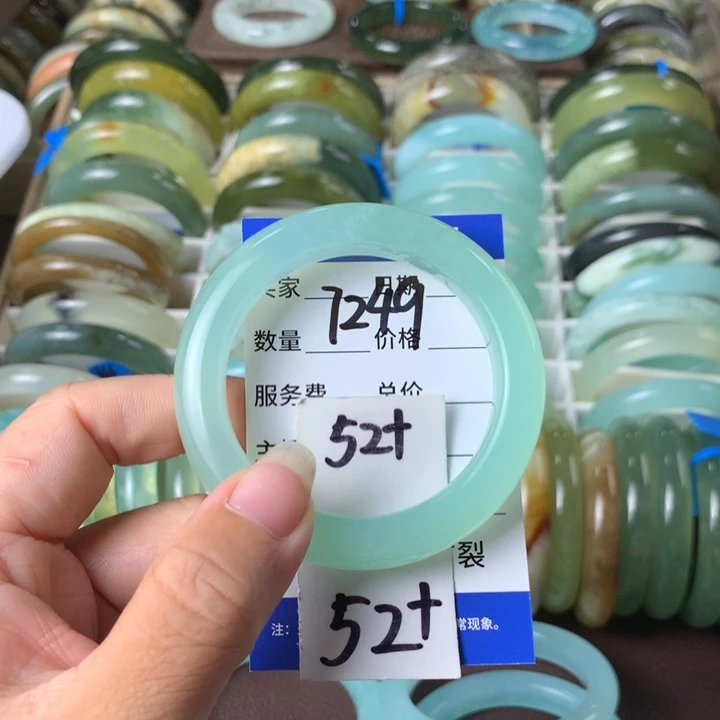 家 日期
7249
数量 价格
服务费 总价
52+
裂
52+
注： 常现象。